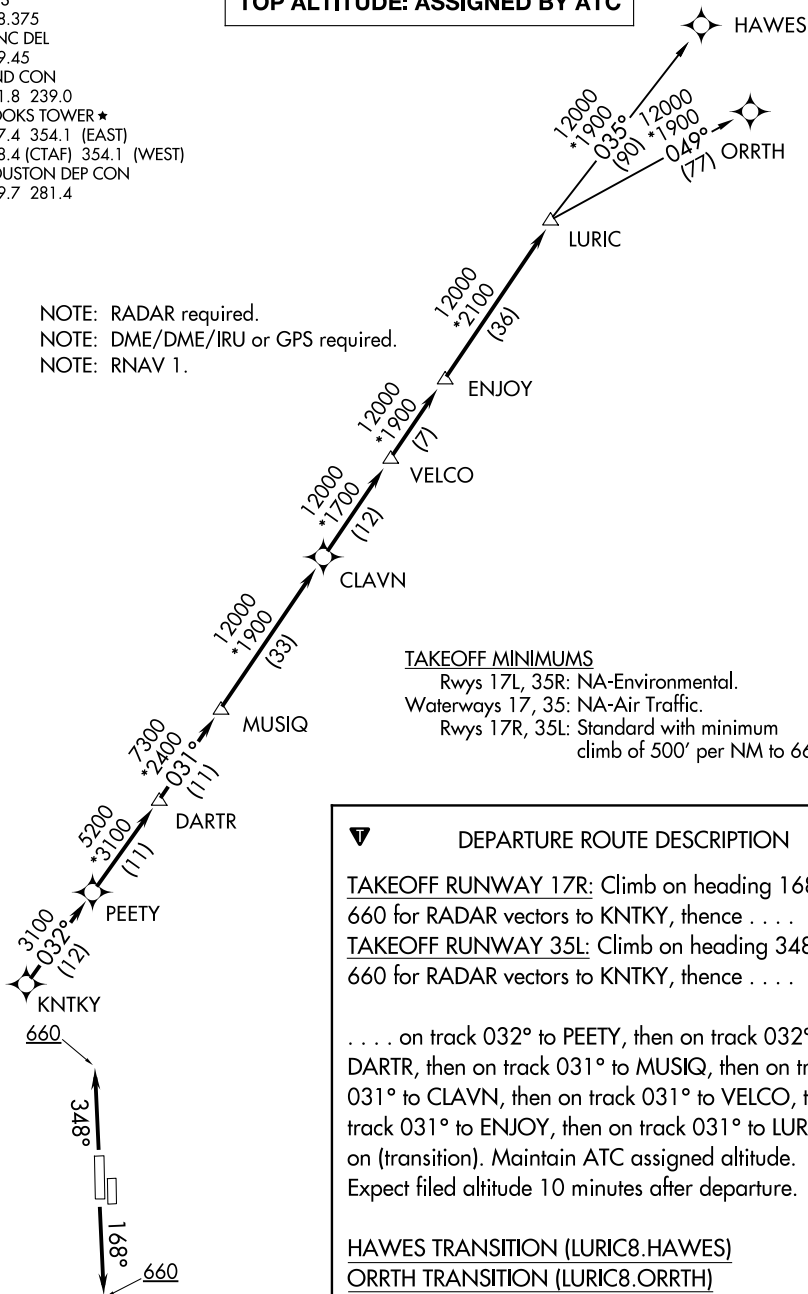 8.375
NC DEL
9.45
ND CON
1.8 239.0
OOKS TOWER ★
7.4 354.1 (EAST)
8.4 (CTAF) 354.1 (WEST)
OUSTON DEP CON
9.7 281.4
TOP ALTITUDE: ASSIGNED BY ATC
HAWES
12000
*1900
035°
(90)
12000
*1900
049°
(77)
ORRTH
LURIC
12000
*2100
(36)
NOTE: RADAR required.
NOTE: DME/DME/IRU or GPS required.
NOTE: RNAV 1.
ENJOY
12000
*1900
(7)
VELCO
12000
*1700
(12)
CLAVN
12000
*1900
(33)
TAKEOFF MINIMUMS
Rwys 17L, 35R: NA-Environmental.
Waterways 17, 35: NA-Air Traffic.
Rwys 17R, 35L: Standard with minimum
climb of 500' per NM to 66
MUSIQ
7300
*2400
031°
(11)
DARTR
5200
*3100
(11)
PEETY
3100
032°
(12)
KNTKY
660
348°
168°
660
T DEPARTURE ROUTE DESCRIPTION
TAKEOFF RUNWAY 17R: Climb on heading 168
660 for RADAR vectors to KNTKY, thence . . . .
TAKEOFF RUNWAY 35L: Climb on heading 348
660 for RADAR vectors to KNTKY, thence . . . .
. . . . on track 032° to PEETY, then on track 032°
DARTR, then on track 031° to MUSIQ, then on tr
031° to CLAVN, then on track 031° to VELCO, t
track 031° to ENJOY, then on track 031° to LUR
on (transition). Maintain ATC assigned altitude.
Expect filed altitude 10 minutes after departure.
HAWES TRANSITION (LURIC8.HAWES)
ORRTH TRANSITION (LURIC8.ORRTH)